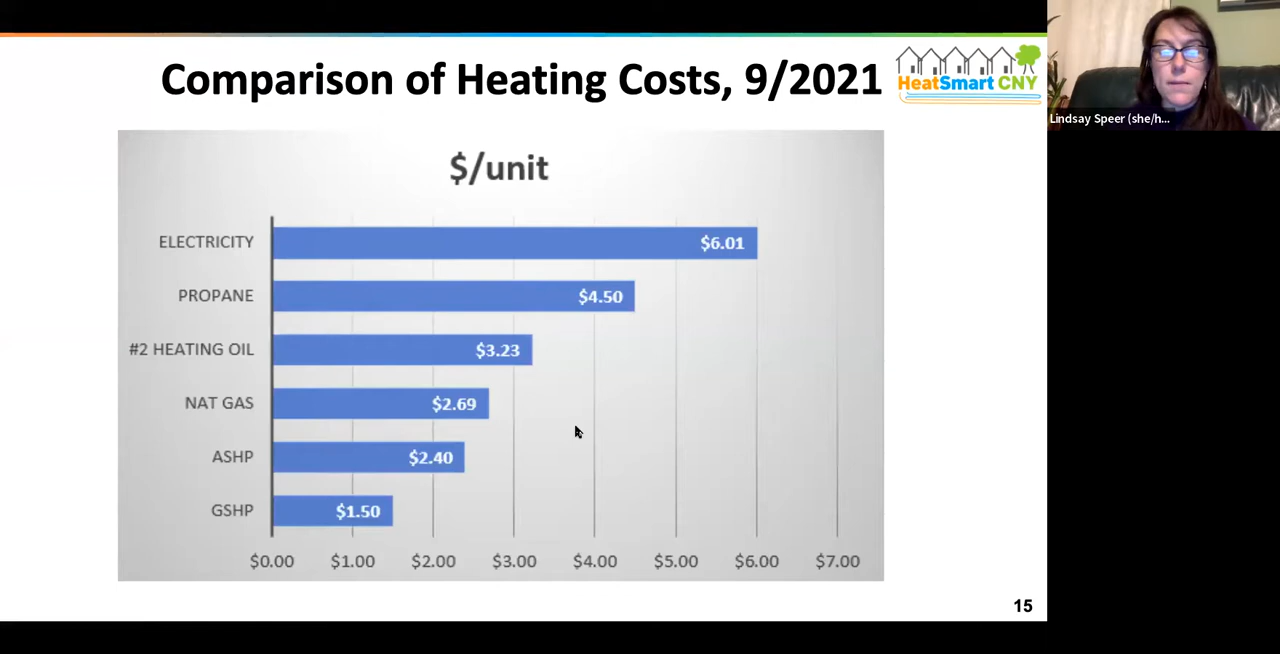 Comparison of Heating Costs, 9/2021
HeatSmart CNY
Lindsay Speer (she/h...
$/unit
ELECTRICITY $6.01
PROPANE $4.50
#2 HEATING OIL $3.23
NAT GAS $2.69
ASHP $2.40
GSHP $1.50
$0.00 $1.00 $2.00 $3.00 $4.00 $5.00 $6.00 $7.00
15